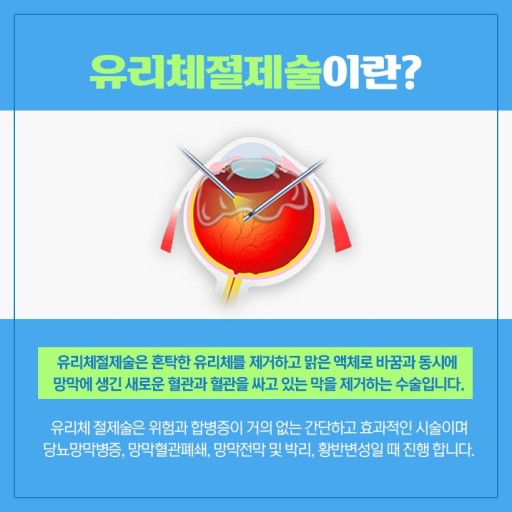 유리체절제술이란?
유리체절제술은 혼탁한 유리체를 제거하고 맑은 액체로 바꿈과 동시에
망막에 생긴 새로운 혈관과 혈관을 싸고 있는 막을 제거하는 수술입니다.
유리체 절제술은 위험과 합병증이 거의 없는 간단하고 효과적인 시술이며
당뇨망막병증, 망막혈관폐쇄, 망막전막 및 박리, 황반변성일 때 진행 합니다.